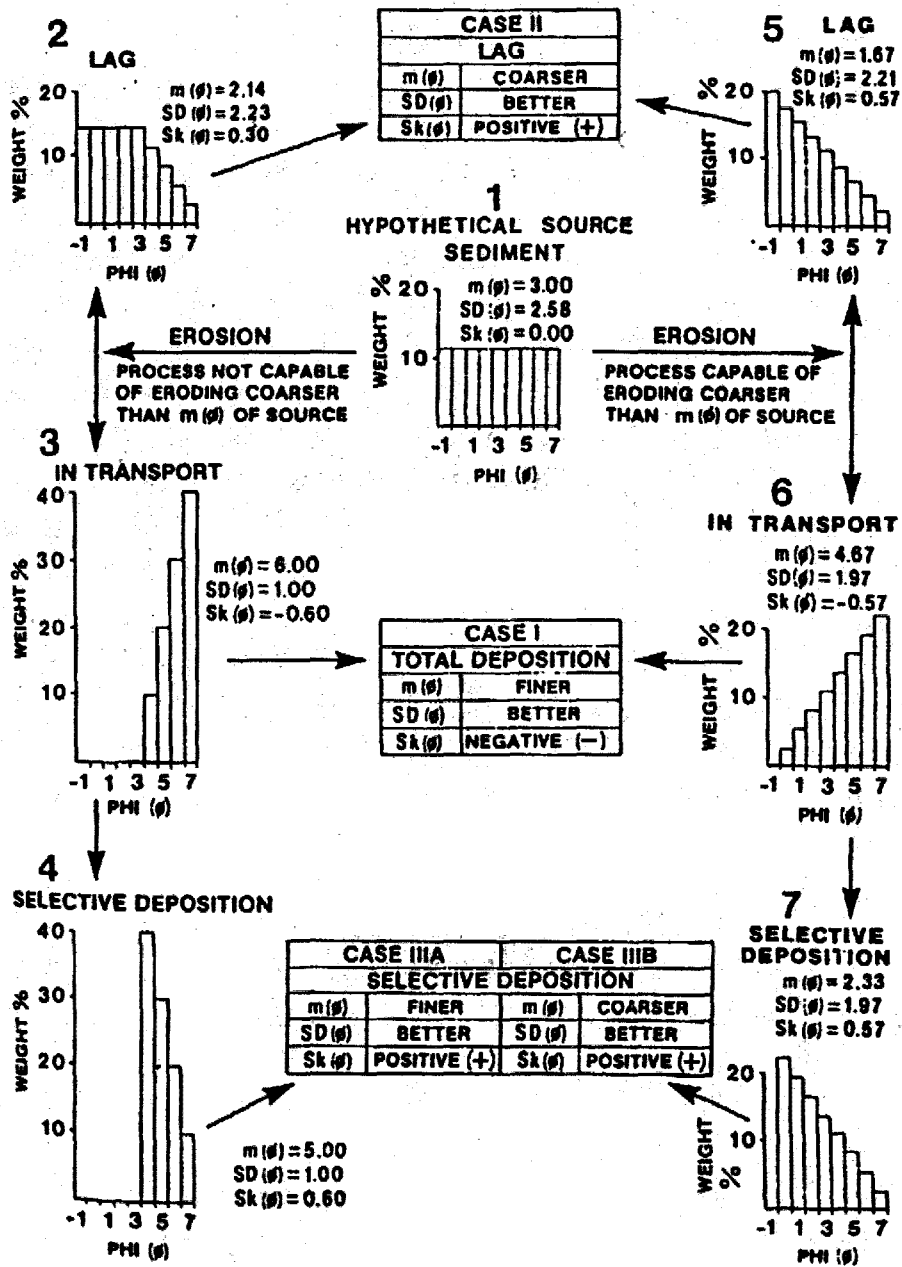 2
LAG
m(ø)=2.14
SD(ø)=2.23
Sk(ø)=0.30
WEIGHT %
20
10
-1 1 3 5 7
PHI (ø)
CASE II
LAG
m(ø) COARSER
SD(ø) BETTER
Sk(ø) POSITIVE (+)
5 LAG
m(ø)=1.67
SD(ø)=2.21
Sk(ø)=0.57
WEIGHT %
20
10
-1 1 3 5 7
PHI (ø)
1
HYPOTHETICAL SOURCE
SEDIMENT
m(ø)=3.00
SD(ø)=2.58
Sk(ø)=0.00
WEIGHT %
20
10
-1 1 3 5 7
PHI (ø)
EROSION
PROCESS NOT CAPABLE
OF ERODING COARSER
THAN m(ø) OF SOURCE
EROSION
PROCESS CAPABLE OF
ERODING COARSER
THAN m(ø) OF SOURCE
3
IN TRANSPORT
m(ø)=6.00
SD(ø)=1.00
Sk(ø)=-0.60
WEIGHT %
40
30
20
10
-1 1 3 5 7
PHI (ø)
CASE I
TOTAL DEPOSITION
m(ø) FINER
SD(ø) BETTER
Sk(ø) NEGATIVE (-)
6
IN TRANSPORT
m(ø)=4.67
SD(ø)=1.97
Sk(ø)=-0.57
WEIGHT %
20
10
-1 1 3 5 7
PHI (ø)
4
SELECTIVE DEPOSITION
WEIGHT %
40
30
20
10
-1 1 3 5 7
PHI (ø)
m(ø)=5.00
SD(ø)=1.00
Sk(ø)=0.60
CASE IIIA CASE IIIB
SELECTIVE DEPOSITION
m(ø) FINER m(ø) COARSER
SD(ø) BETTER SD(ø) BETTER
Sk(ø) POSITIVE (+) Sk(ø) POSITIVE (+)
7
SELECTIVE
DEPOSITION
m(ø)=2.33
SD(ø)=1.97
Sk(ø)=0.57
WEIGHT %
20
10
-1 1 3 5 7
PHI (ø)